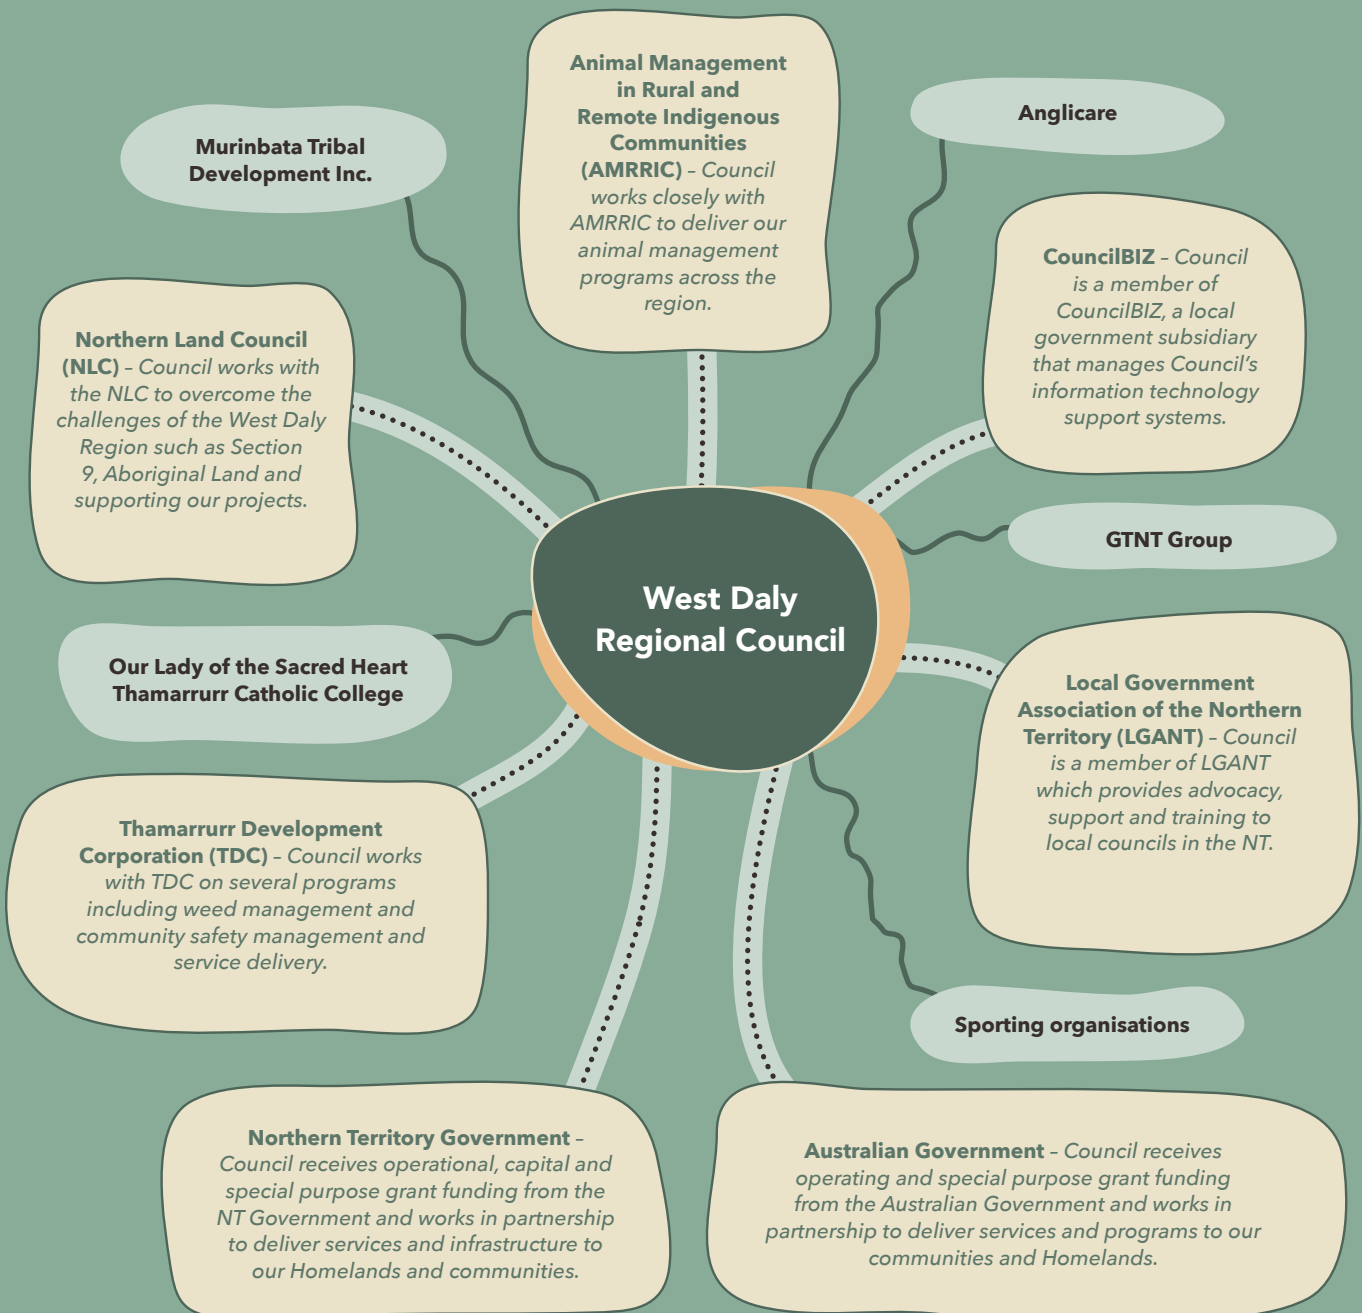 Animal Management
in Rural and
Remote Indigenous
Communities
(AMRRIC) – Council
works closely with
AMRRIC to deliver our
animal management
programs across the
region.
Anglicare
Murinbata Tribal
Development Inc.
CouncilBIZ – Council
is a member of
CouncilBIZ, a local
government subsidiary
that manages Council's
information technology
support systems.
Northern Land Council
(NLC) – Council works with
the NLC to overcome the
challenges of the West Daly
Region such as Section
9, Aboriginal Land and
supporting our projects.
GTNT Group
West Daly
Regional Council
Our Lady of the Sacred Heart
Thamarrurr Catholic College
Local Government
Association of the Northern
Territory (LGANT) – Council
is a member of LGANT
which provides advocacy,
support and training to
local councils in the NT.
Thamarrurr Development
Corporation (TDC) – Council works
with TDC on several programs
including weed management and
community safety management and
service delivery.
Sporting organisations
Northern Territory Government –
Council receives operational, capital and
special purpose grant funding from the
NT Government and works in partnership
to deliver services and infrastructure to
our Homelands and communities.
Australian Government – Council receives
operating and special purpose grant funding
from the Australian Government and works in
partnership to deliver services and programs to our
communities and Homelands.